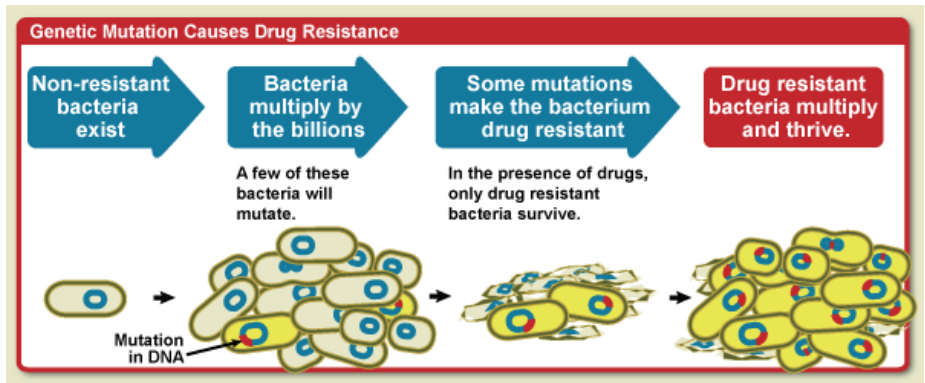 Genetic Mutation Causes Drug Resistance
Non-resistant
bacteria
exist
Bacteria
multiply by
the billions
Some mutations
make the bacterium
drug resistant
Drug resistant
bacteria multiply
and thrive.
A few of these
bacteria will
mutate.
In the presence of drugs,
only drug resistant
bacteria survive.
Mutation
in DNA